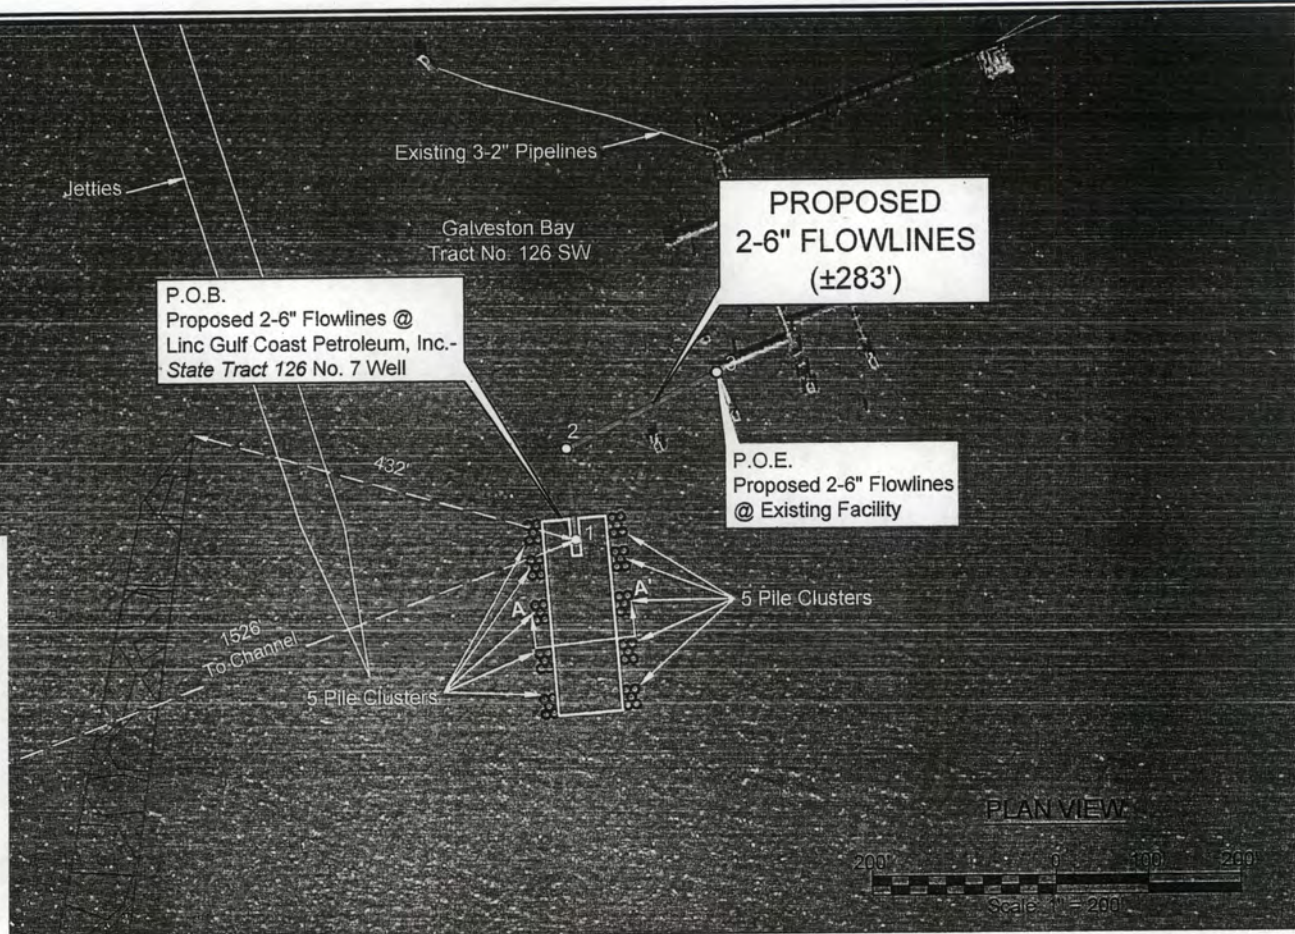 Existing 3-2" Pipelines
Jetties
Galveston Bay
Tract No. 126 SW
PROPOSED
2-6" FLOWLINES
(±283')
P.O.B.
Proposed 2-6" Flowlines @
Linc Gulf Coast Petroleum, Inc.-
State Tract 126 No. 7 Well
3
2
432'
P.O.E.
Proposed 2-6" Flowlines
@ Existing Facility
1
A
A'
5 Pile Clusters
1526'
To Channel
5 Pile Clusters
PLAN VIEW
200' 0 100' 200'
Scale: 1" = 200'